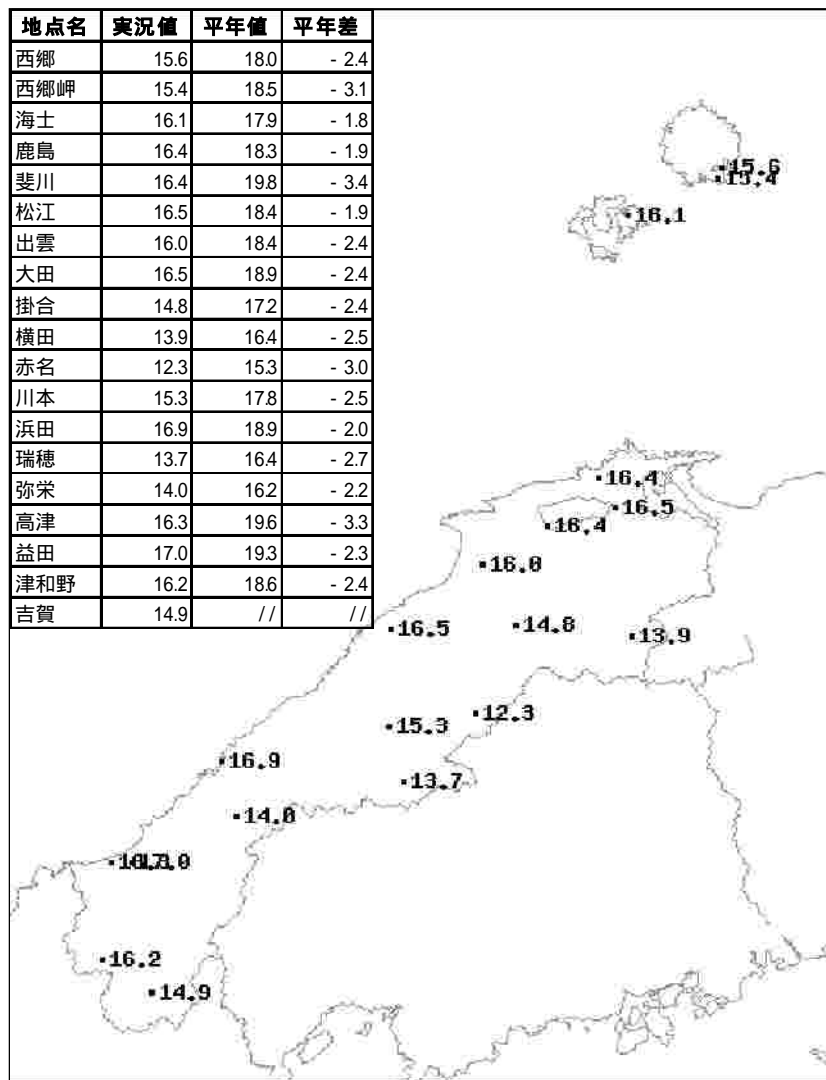 地点名 実況値 平年値 平年差
西郷 15.6 18.0 - 2.4
西郷岬 15.4 18.5 - 3.1
海士 16.1 17.9 - 1.8
鹿島 16.4 18.3 - 1.9
斐川 16.4 19.8 - 3.4
松江 16.5 18.4 - 1.9
出雲 16.0 18.4 - 2.4
大田 16.5 18.9 - 2.4
掛合 14.8 17.2 - 2.4
横田 13.9 16.4 - 2.5
赤名 12.3 15.3 - 3.0
川本 15.3 17.8 - 2.5
浜田 16.9 18.9 - 2.0
瑞穂 13.7 16.4 - 2.7
弥栄 14.0 16.2 - 2.2
高津 16.3 19.6 - 3.3
益田 17.0 19.3 - 2.3
津和野 16.2 18.6 - 2.4
吉賀 14.9 // //
15.6
15.4
16.1
16.4
16.5
16.4
16.0
16.5 14.8 13.9
12.3
15.3
16.9
13.7
14.0
16.2
14.9